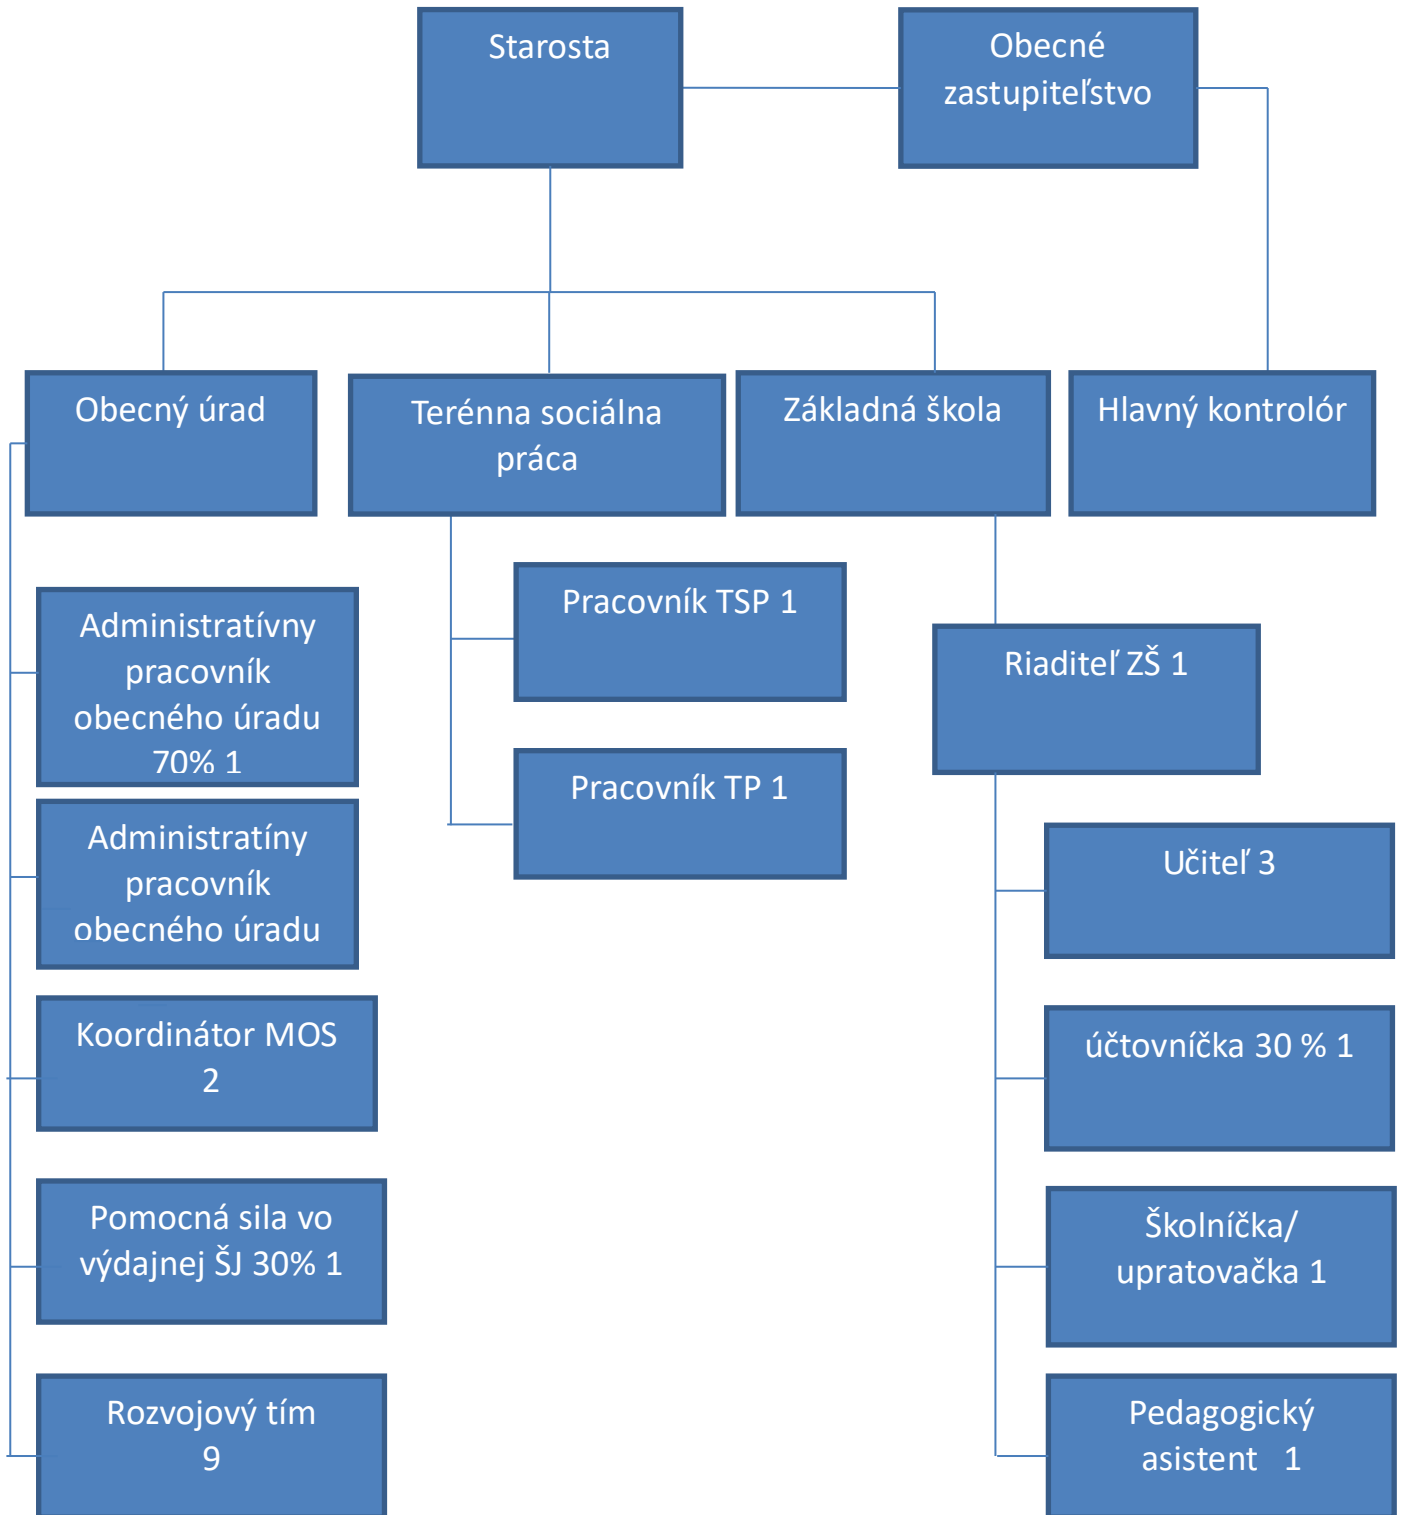 Starosta
Obecné
zastupiteľstvo
Obecný úrad
Terénna sociálna
práca
Základná škola
Hlavný kontrolór
Administratívny
pracovník
obecného úradu
70% 1
Administratíny
pracovník
obecného úradu
Koordinátor MOS
2
Pomocná sila vo
výdajnej ŠJ 30% 1
Rozvojový tím
9
Pracovník TSP 1
Pracovník TP 1
Riaditeľ ZŠ 1
Učiteľ 3
účtovníčka 30 % 1
Školníčka/
upratovačka 1
Pedagogický
asistent 1